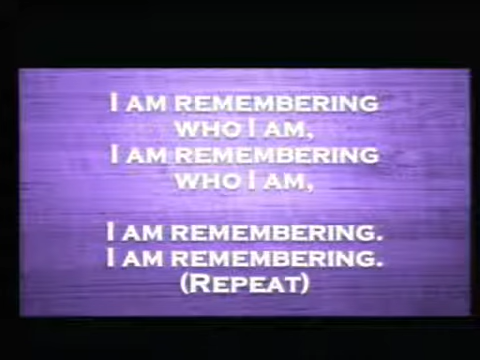 I AM REMEMBERING
WHO I AM,
I AM REMEMBERING
WHO I AM,
I AM REMEMBERING.
I AM REMEMBERING.
(REPEAT)